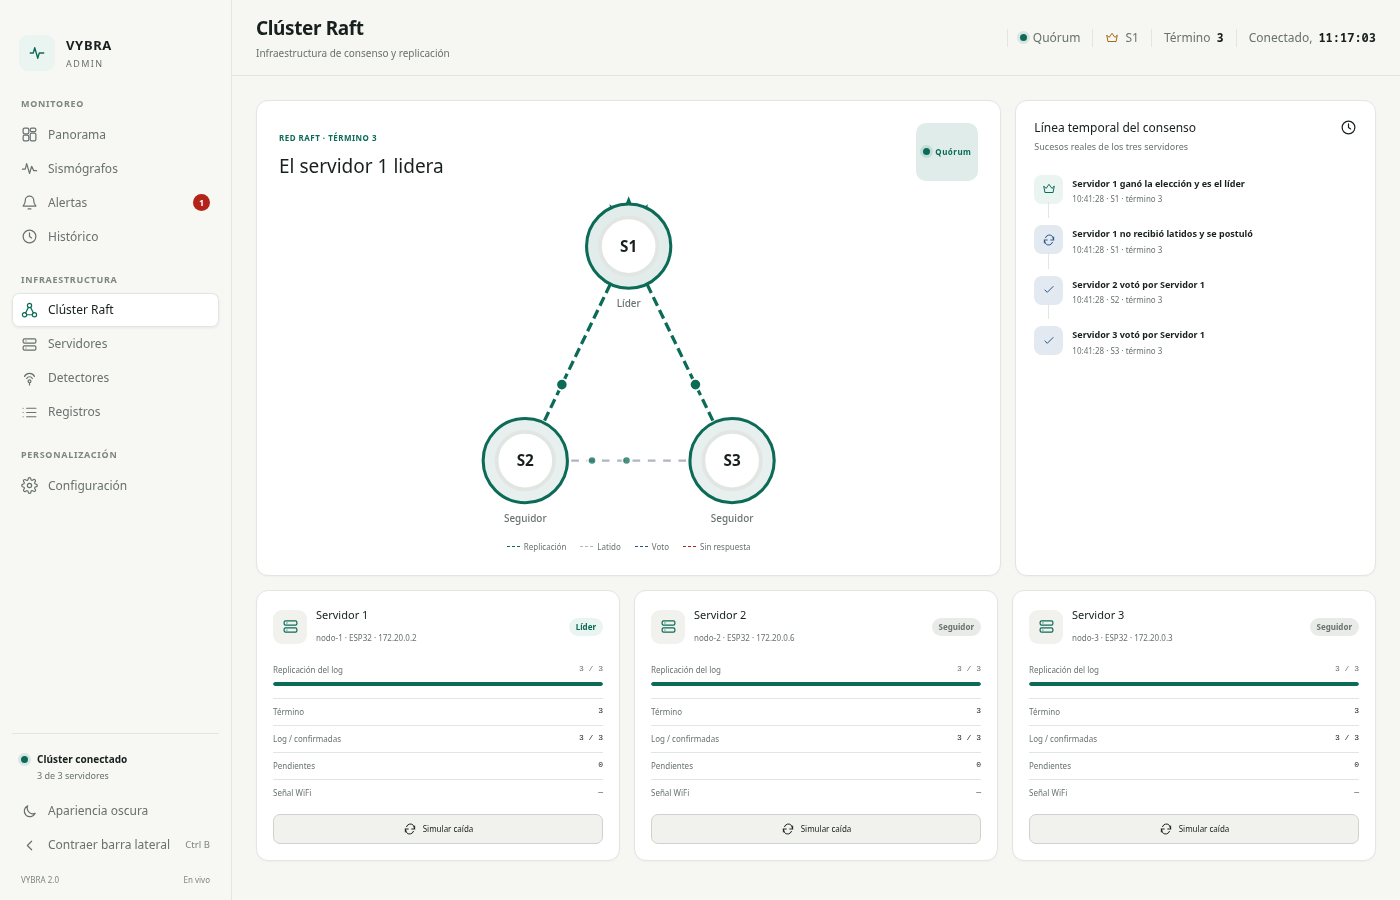 VYBRA
ADMIN
MONITOREO
Panorama
Sismógrafos
Alertas
1
Histórico
INFRAESTRUCTURA
Clúster Raft
Servidores
Detectores
Registros
PERSONALIZACIÓN
Configuración
Clúster conectado
3 de 3 servidores
Apariencia oscura
Contraer barra lateral Ctrl B
VYBRA 2.0 En vivo
Clúster Raft
Infraestructura de consenso y replicación
Quórum S1 Término 3 Conectado, 11:17:03
RED RAFT · TÉRMINO 3
El servidor 1 lidera
Quórum
S1
Líder
S2
S3
Seguidor
Seguidor
Replicación Latido Voto Sin respuesta
Línea temporal del consenso
Sucesos reales de los tres servidores
Servidor 1 ganó la elección y es el líder
10:41:28 · S1 · término 3
Servidor 1 no recibió latidos y se postuló
10:41:28 · S1 · término 3
Servidor 2 votó por Servidor 1
10:41:28 · S2 · término 3
Servidor 3 votó por Servidor 1
10:41:28 · S3 · término 3
Servidor 1
nodo-1 · ESP32 · 172.20.0.2
Líder
Replicación del log 3 / 3
Término 3
Log / confirmadas 3 / 3
Pendientes 0
Señal WiFi —
Simular caída
Servidor 2
nodo-2 · ESP32 · 172.20.0.6
Seguidor
Replicación del log 3 / 3
Término 3
Log / confirmadas 3 / 3
Pendientes 0
Señal WiFi —
Simular caída
Servidor 3
nodo-3 · ESP32 · 172.20.0.3
Seguidor
Replicación del log 3 / 3
Término 3
Log / confirmadas 3 / 3
Pendientes 0
Señal WiFi —
Simular caída